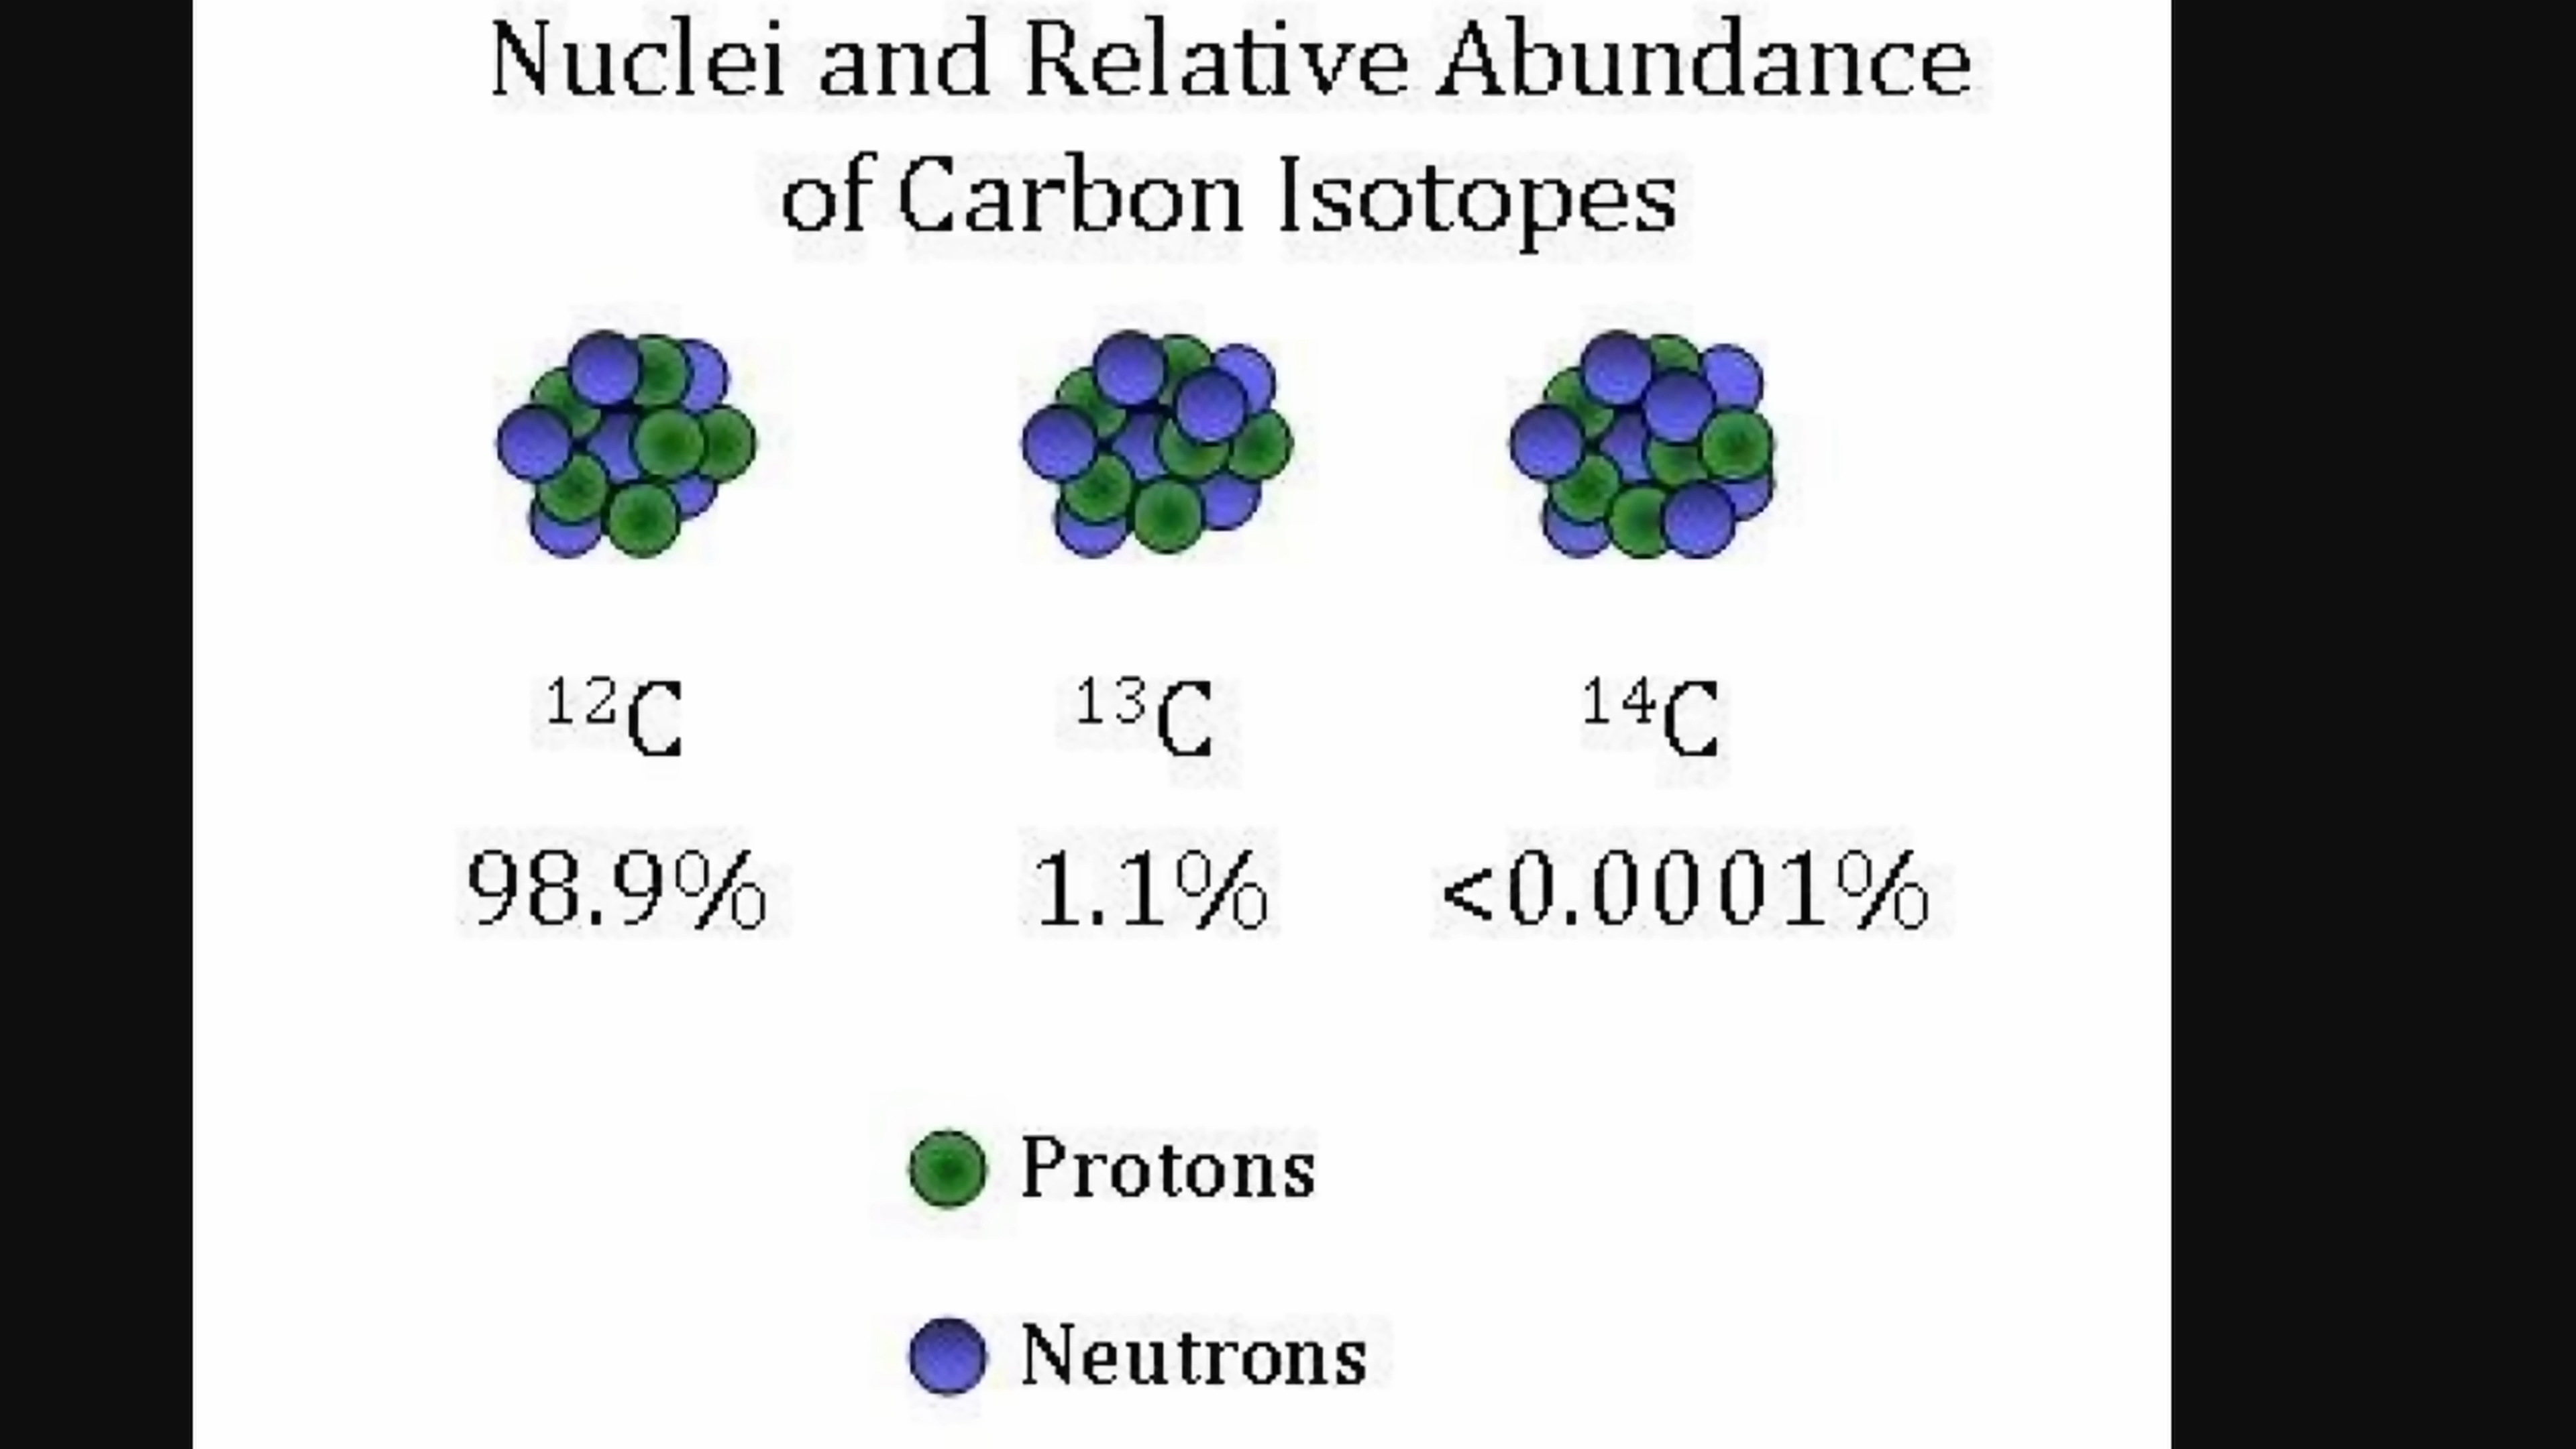 Nuclei and Relative Abundance
of Carbon Isotopes
¹²C ¹³C ¹⁴C
98.9% 1.1% <0.0001%
Protons
Neutrons